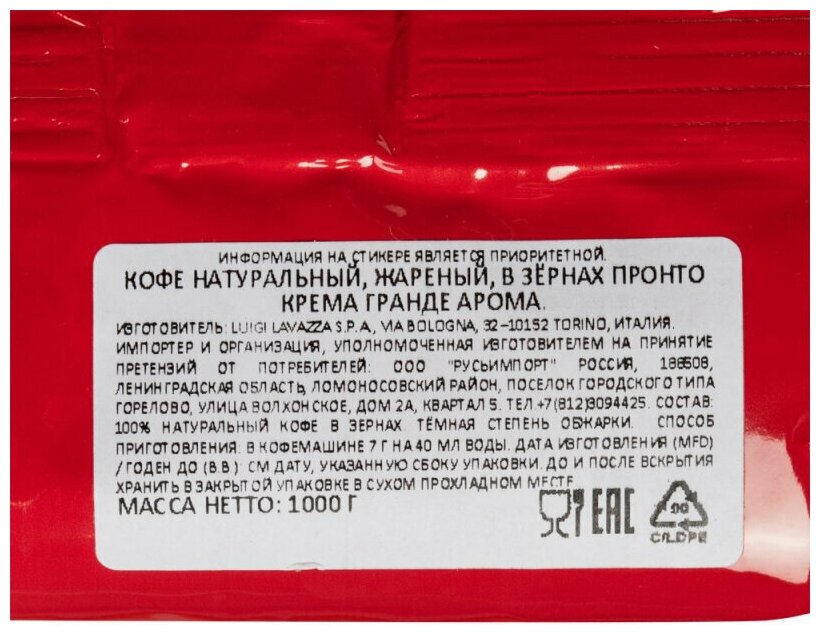 ИНФОРМАЦИЯ НА СТИКЕРЕ ЯВЛЯЕТСЯ ПРИОРИТЕТНОЙ.
КОФЕ НАТУРАЛЬНЫЙ, ЖАРЕНЫЙ, В ЗЁРНАХ ПРОНТО
КРЕМА ГРАНДЕ АРОМА.
ИЗГОТОВИТЕЛЬ: LUIGI LAVAZZA S.P.A., VIA BOLOGNA, 32-10152 TORINO, ИТАЛИЯ.
ИМПОРТЕР И ОРГАНИЗАЦИЯ, УПОЛНОМОЧЕННАЯ ИЗГОТОВИТЕЛЕМ НА ПРИНЯТИЕ
ПРЕТЕНЗИЙ ОТ ПОТРЕБИТЕЛЕЙ: ООО "РУСЬИМПОРТ" РОССИЯ, 188508,
ЛЕНИНГРАДСКАЯ ОБЛАСТЬ, ЛОМОНОСОВСКИЙ РАЙОН, ПОСЕЛОК ГОРОДСКОГО ТИПА
ГОРЕЛОВО, УЛИЦА ВОЛХОНСКОЕ, ДОМ 2А, КВАРТАЛ 5. ТЕЛ.+7(812)3094425. СОСТАВ:
100% НАТУРАЛЬНЫЙ КОФЕ В ЗЕРНАХ. ТЁМНАЯ СТЕПЕНЬ ОБЖАРКИ. СПОСОБ
ПРИГОТОВЛЕНИЯ: В КОФЕМАШИНЕ 7 Г НА 40 МЛ ВОДЫ. ДАТА ИЗГОТОВЛЕНИЯ (MFD)
/ ГОДЕН ДО (B.B.): СМ ДАТУ, УКАЗАННУЮ СБОКУ УПАКОВКИ. ДО И ПОСЛЕ ВСКРЫТИЯ
ХРАНИТЬ В ЗАКРЫТОЙ УПАКОВКЕ В СУХОМ ПРОХЛАДНОМ МЕСТЕ
МАССА НЕТТО: 1000 Г
EAC
90
C/LDPE